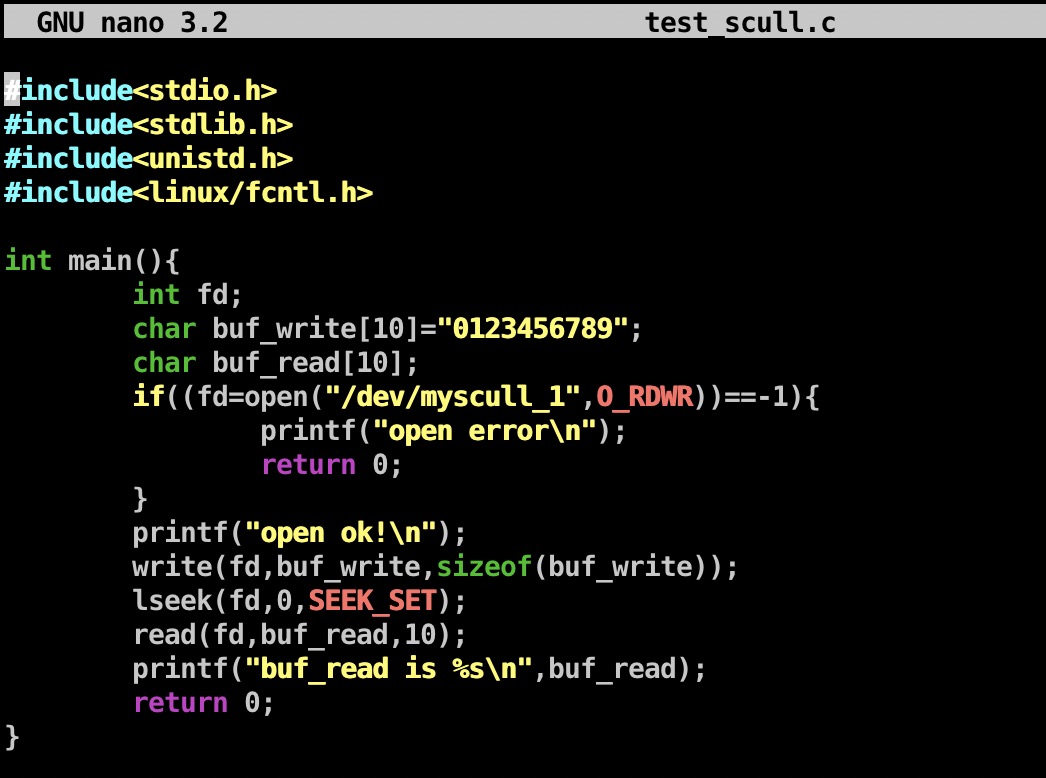 GNU nano 3.2 test_scull.c
#include<stdio.h>
#include<stdlib.h>
#include<unistd.h>
#include<linux/fcntl.h>
int main(){
        int fd;
        char buf_write[10]="0123456789";
        char buf_read[10];
        if((fd=open("/dev/myscull_1",O_RDWR))==-1){
                printf("open error\n");
                return 0;
        }
        printf("open ok!\n");
        write(fd,buf_write,sizeof(buf_write));
        lseek(fd,0,SEEK_SET);
        read(fd,buf_read,10);
        printf("buf_read is %s\n",buf_read);
        return 0;
}